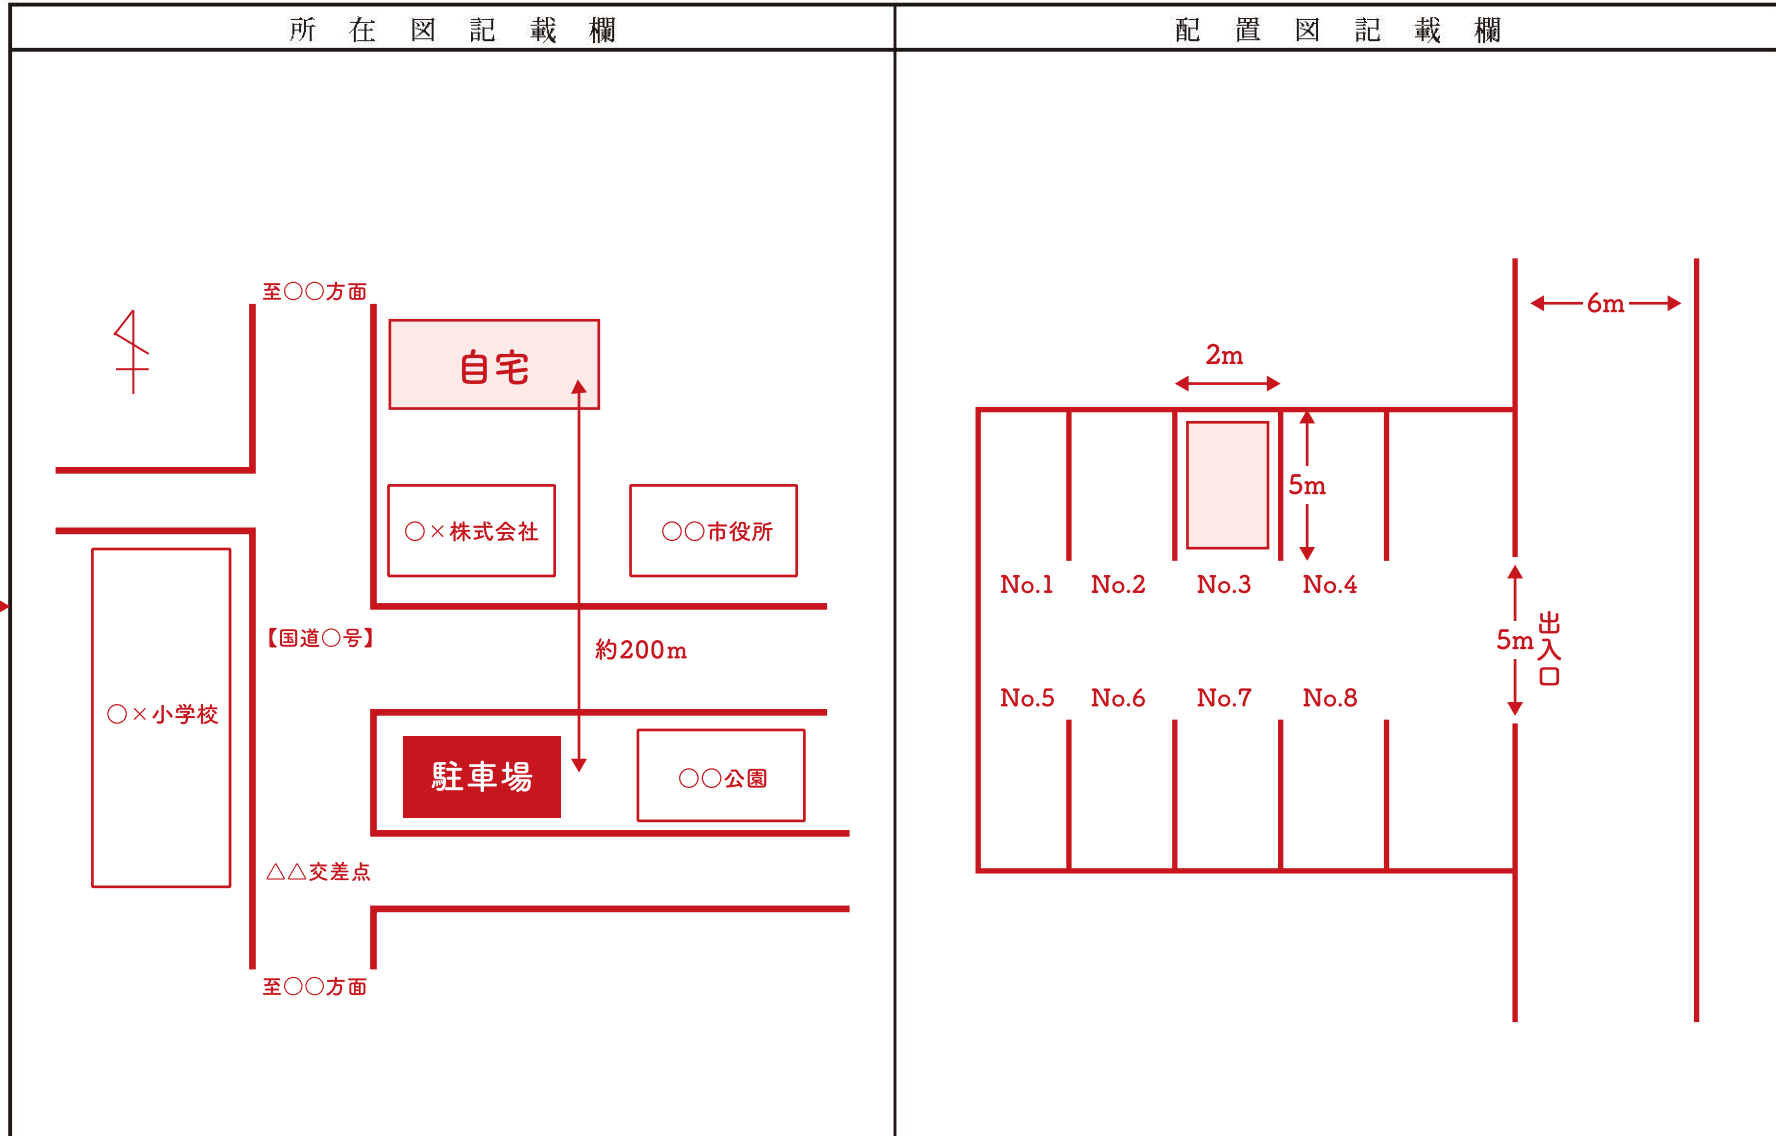 所在図記載欄
配置図記載欄
至○○方面
自宅
○×株式会社
○○市役所
【国道○号】
約200m
○×小学校
駐車場
○○公園
△△交差点
至○○方面
6m
2m
5m
No.1 No.2 No.3 No.4
5m
出入口
No.5 No.6 No.7 No.8